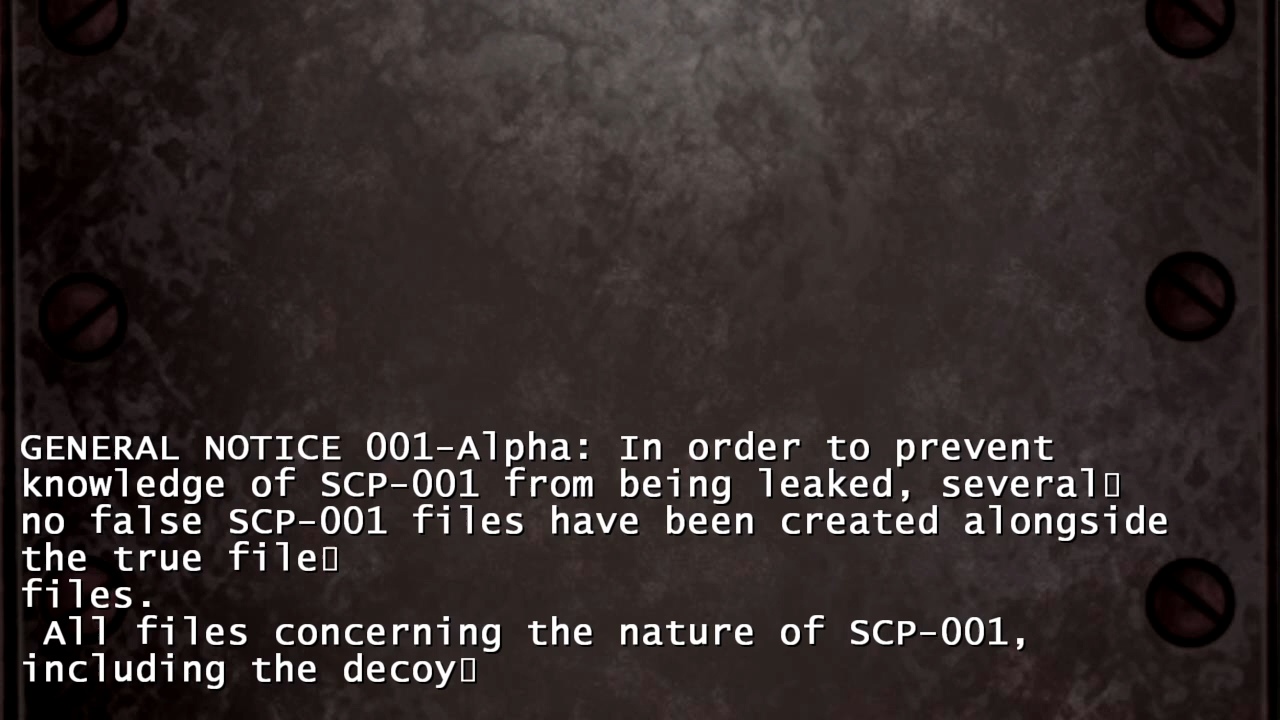 GENERAL NOTICE 001-Alpha: In order to prevent
knowledge of SCP-001 from being leaked, several▯
no false SCP-001 files have been created alongside
the true file▯
files.
All files concerning the nature of SCP-001,
including the decoy▯